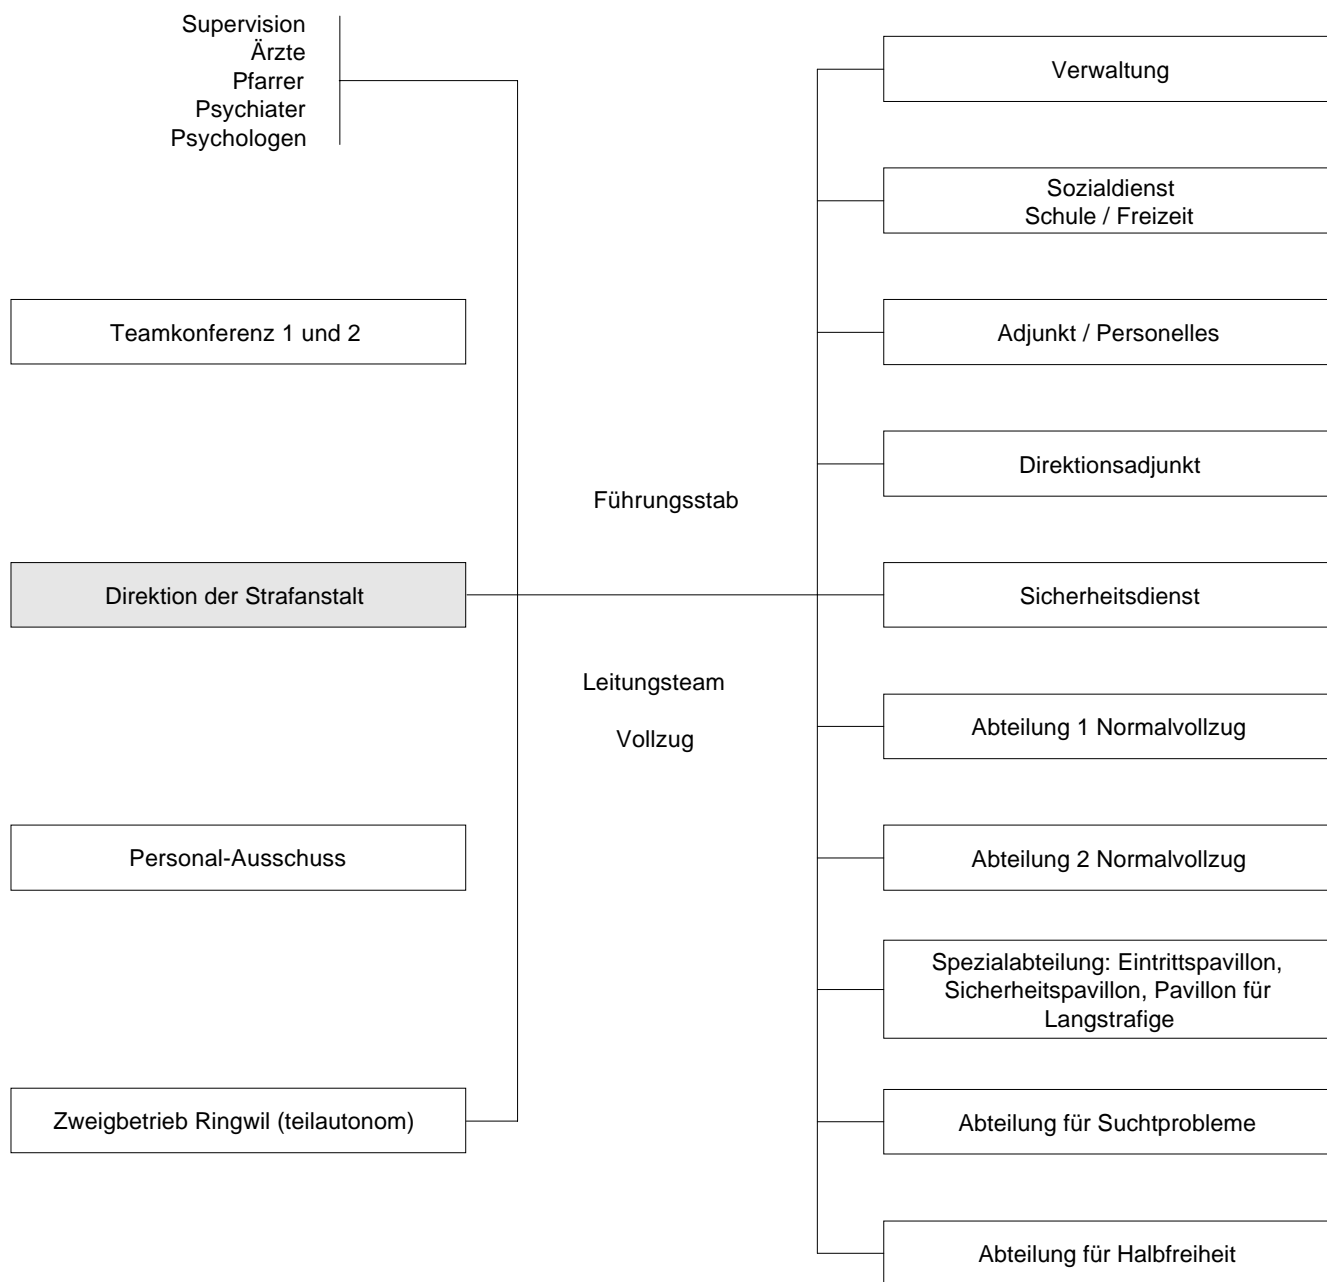 Supervision
Ärzte
Pfarrer
Psychiater
Psychologen
Teamkonferenz 1 und 2
Direktion der Strafanstalt
Personal-Ausschuss
Zweigbetrieb Ringwil (teilautonom)
Führungsstab
Leitungsteam
Vollzug
Verwaltung
Sozialdienst
Schule / Freizeit
Adjunkt / Personelles
Direktionsadjunkt
Sicherheitsdienst
Abteilung 1 Normalvollzug
Abteilung 2 Normalvollzug
Spezialabteilung: Eintrittspavillon,
Sicherheitspavillon, Pavillon für
Langstrafige
Abteilung für Suchtprobleme
Abteilung für Halbfreiheit